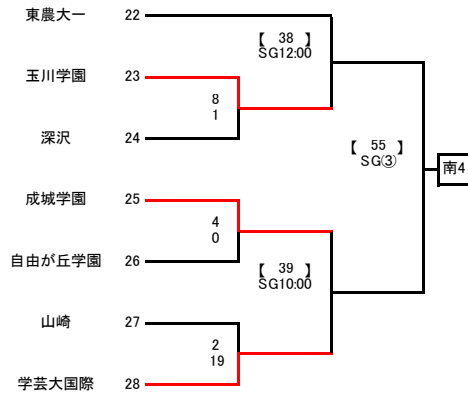 東農大一 22
【 38 】
SG12:00
玉川学園 23
8
1
深沢 24
【 55 】
SG③
南4
成城学園 25
4
0
自由が丘学園 26
【 39 】
SG10:00
山崎 27
2
19
学芸大国際 28